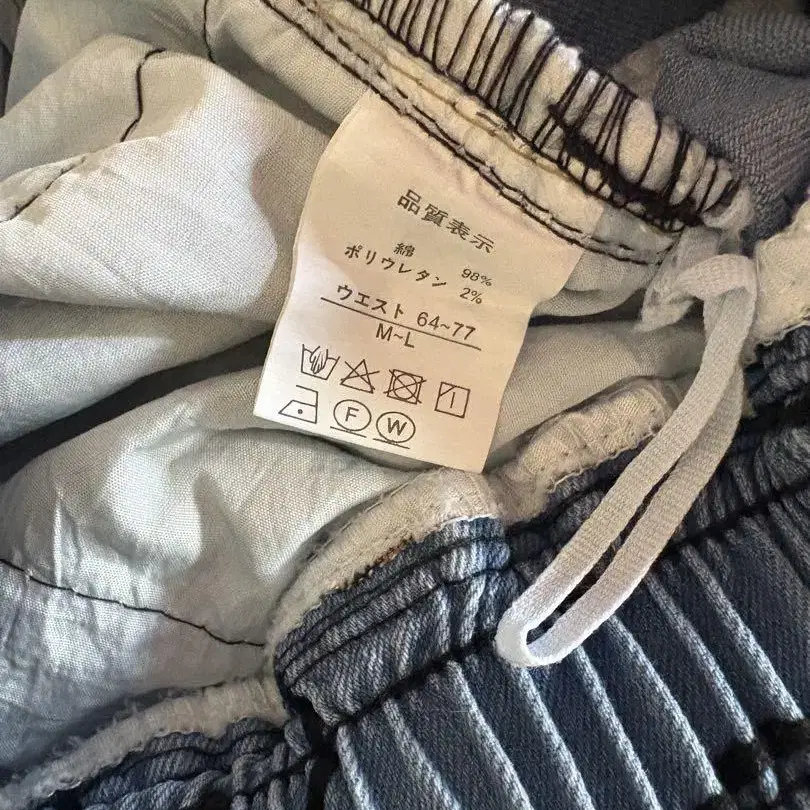 品質表示
綿 98%
ポリウレタン 2%
ウエスト 64~77
M~L
F W